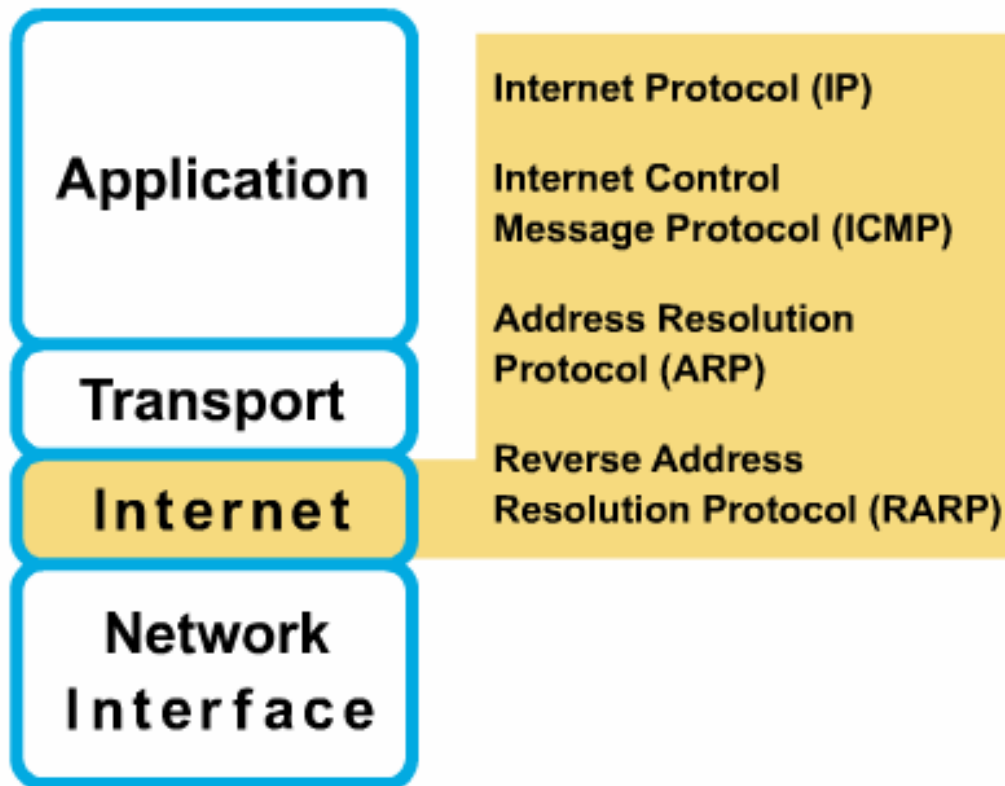 Application
Transport
Internet
Network
Interface
Internet Protocol (IP)
Internet Control
Message Protocol (ICMP)
Address Resolution
Protocol (ARP)
Reverse Address
Resolution Protocol (RARP)